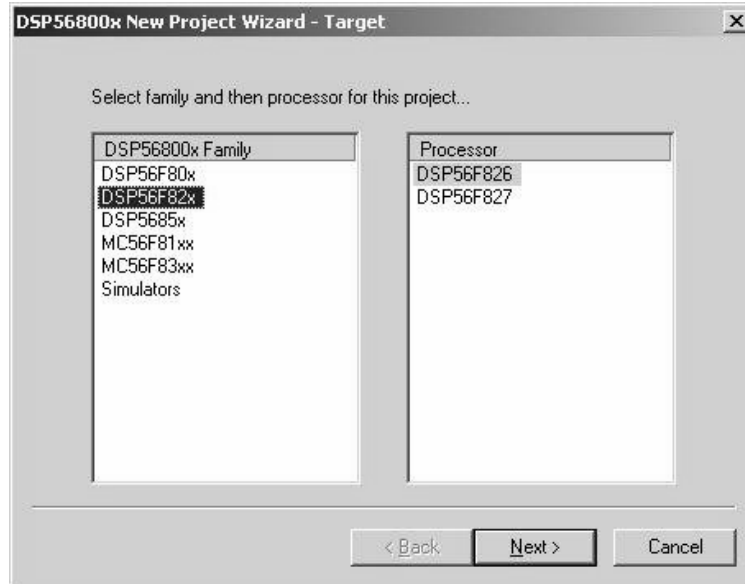 DSP56800x New Project Wizard - Target
Select family and then processor for this project...
DSP56800x Family
DSP56F80x
DSP56F82x
DSP5685x
MC56F81xx
MC56F83xx
Simulators
Processor
DSP56F826
DSP56F827
< Back
Next >
Cancel